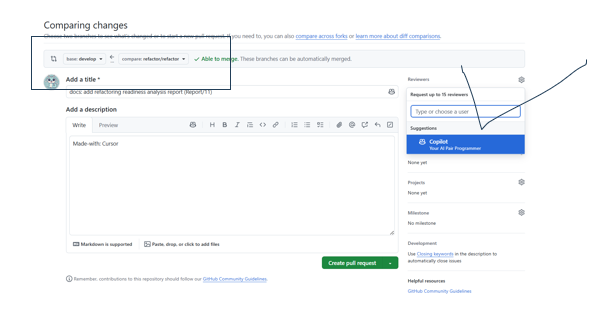 Comparing changes
Choose two branches to see what's changed or to start a new pull request. If you need to, you can also compare across forks or learn more about diff comparisons.
base: develop
compare: refactor/refactor
Able to merge. These branches can be automatically merged.
Add a title *
docs: add refactoring readiness analysis report (Report/11)
Add a description
Write Preview
H B I
Made-with: Cursor
Markdown is supported
Paste, drop, or click to add files
Create pull request
Remember, contributions to this repository should follow our GitHub Community Guidelines.
Reviewers
Request up to 15 reviewers
Type or choose a user
Suggestions
Copilot
Your AI Pair Programmer
None yet
Projects
None yet
Milestone
No milestone
Development
Use Closing keywords in the description to
automatically close issues
Helpful resources
GitHub Community Guidelines